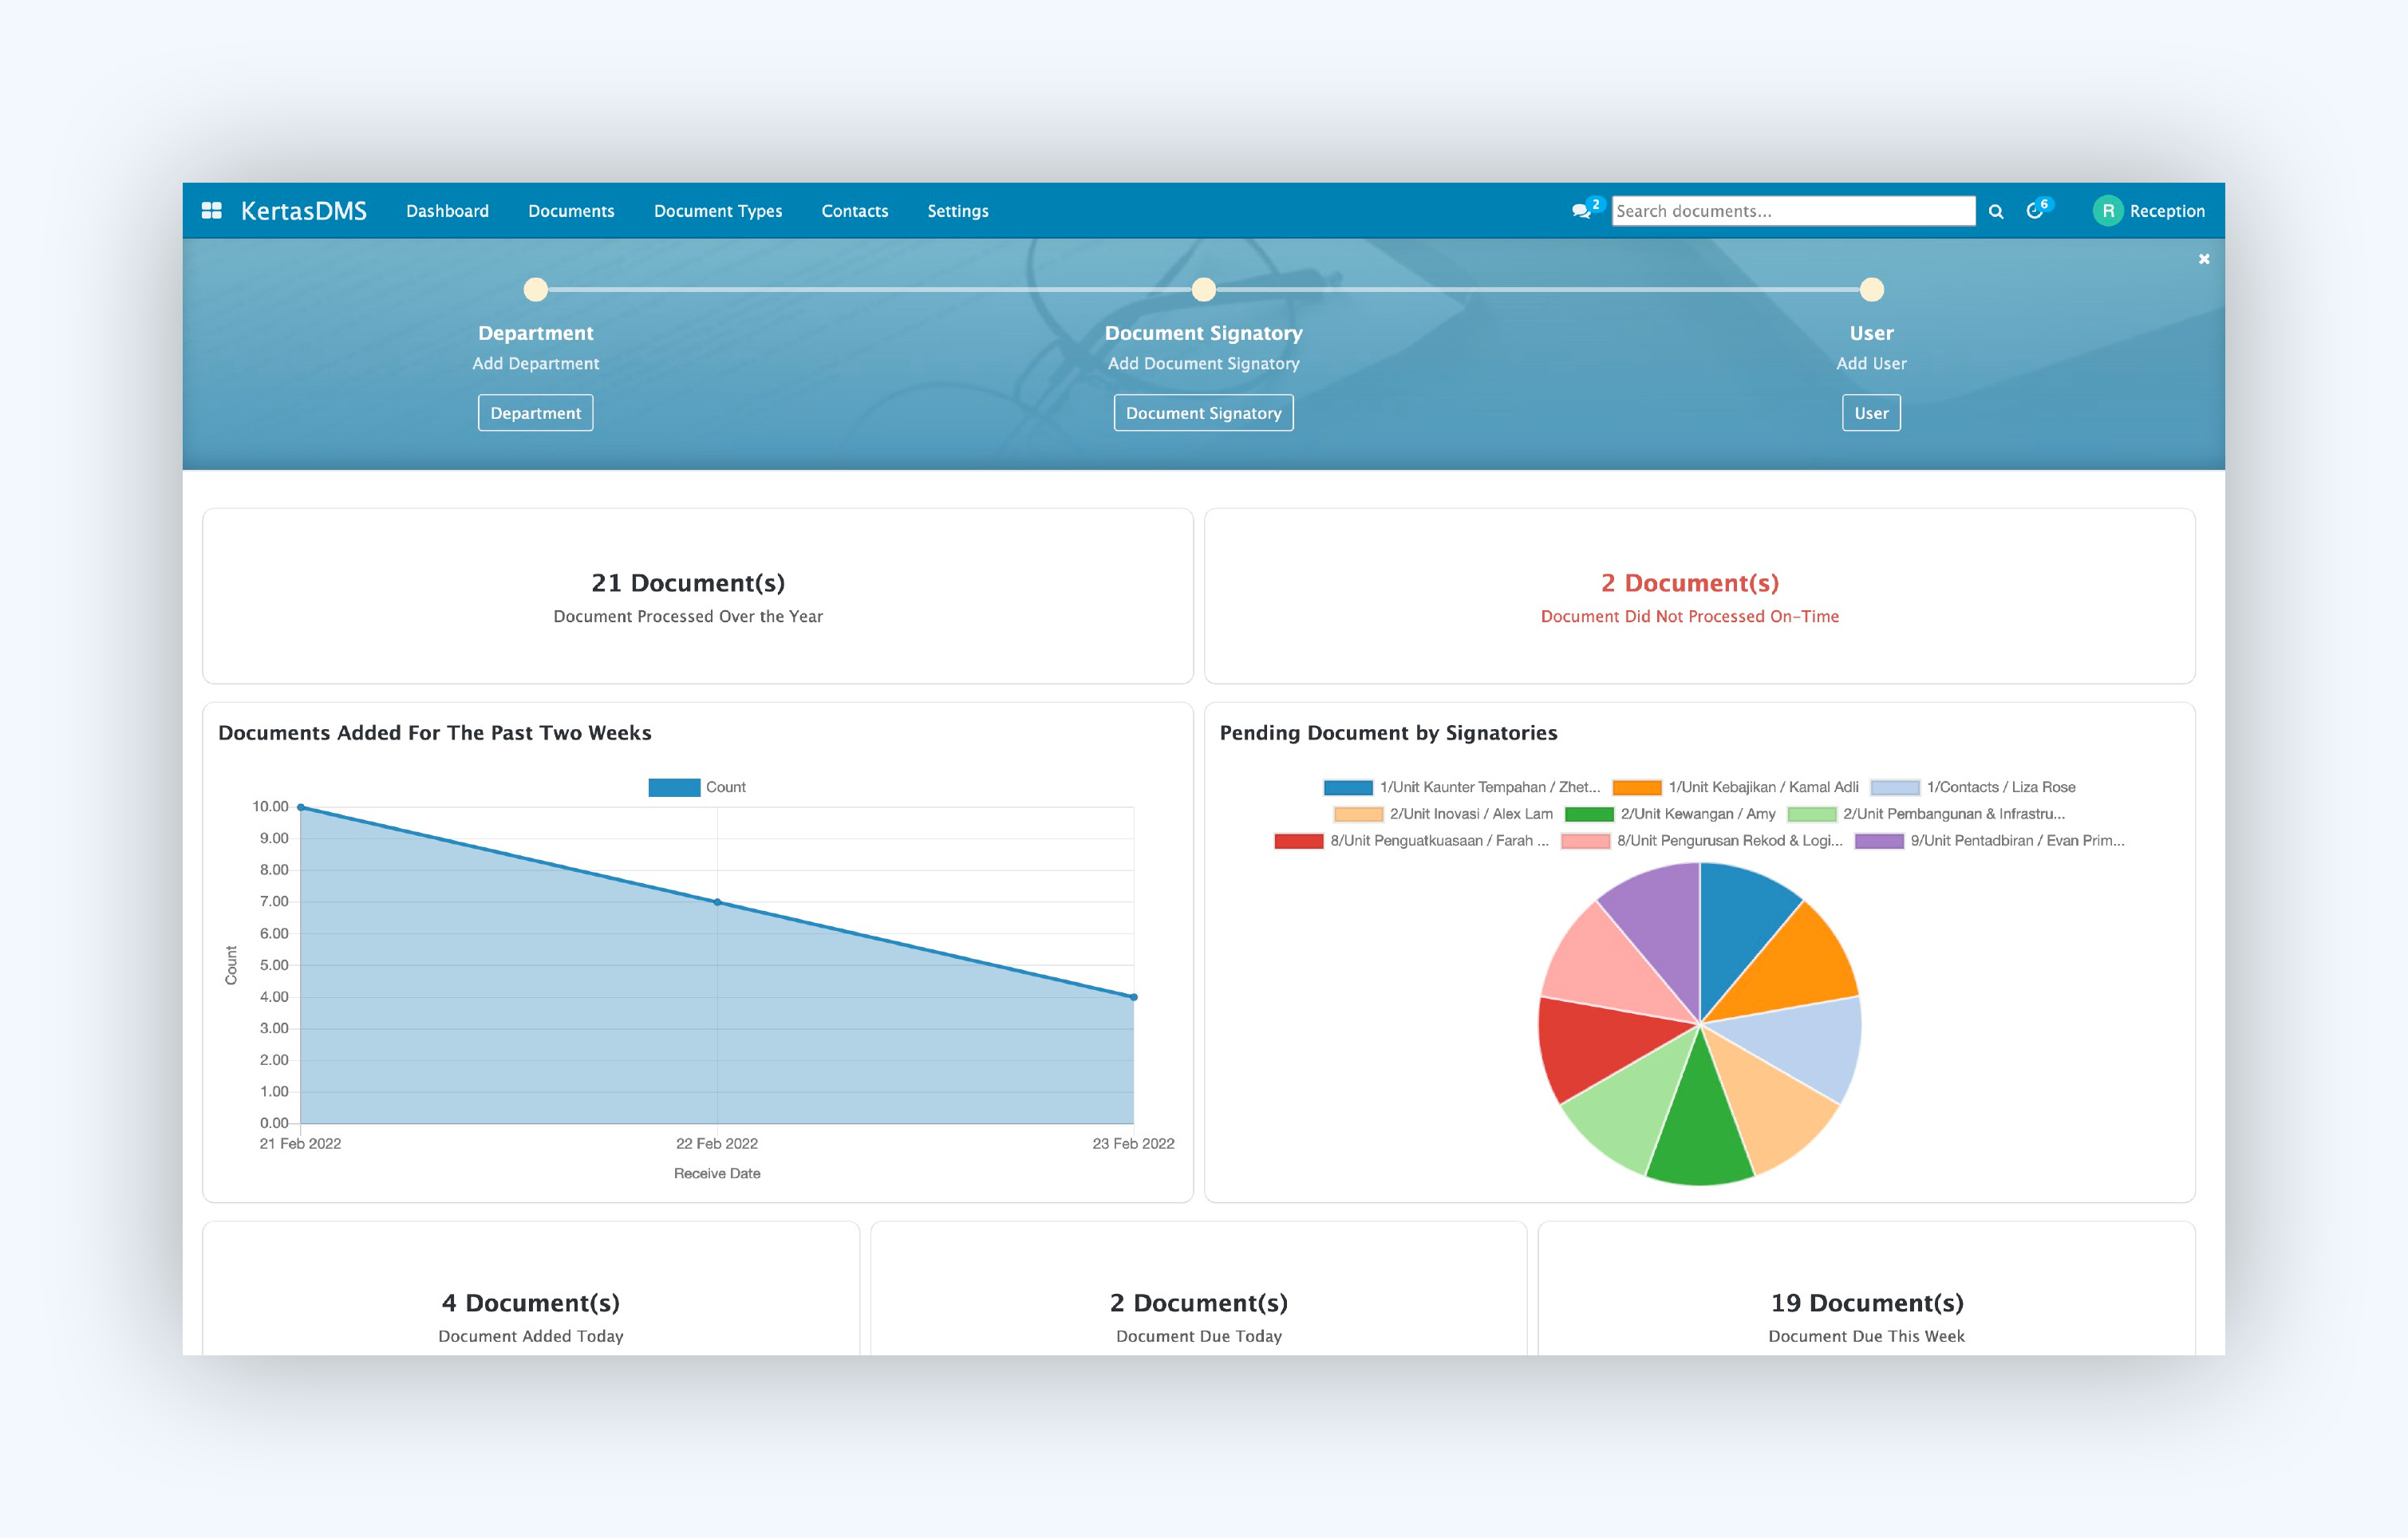 KertasDMS Dashboard Documents Document Types Contacts Settings 2 Search documents... 6 R Reception
Department Document Signatory User
Add Department Add Document Signatory Add User
Department Document Signatory User
21 Document(s)
Document Processed Over the Year
2 Document(s)
Document Did Not Processed On-Time
Documents Added For The Past Two Weeks
Count
10.00
9.00
8.00
7.00
6.00
5.00
4.00
3.00
2.00
1.00
0.00
Count
21 Feb 2022 22 Feb 2022 23 Feb 2022
Receive Date
Pending Document by Signatories
1/Unit Kaunter Tempahan / Zhet... 1/Unit Kebajikan / Kamal Adli 1/Contacts / Liza Rose
2/Unit Inovasi / Alex Lam 2/Unit Kewangan / Amy 2/Unit Pembangunan & Infrastru...
8/Unit Penguatkuasaan / Farah ... 8/Unit Pengurusan Rekod & Logi... 9/Unit Pentadbiran / Evan Prim...
4 Document(s)
Document Added Today
2 Document(s)
Document Due Today
19 Document(s)
Document Due This Week